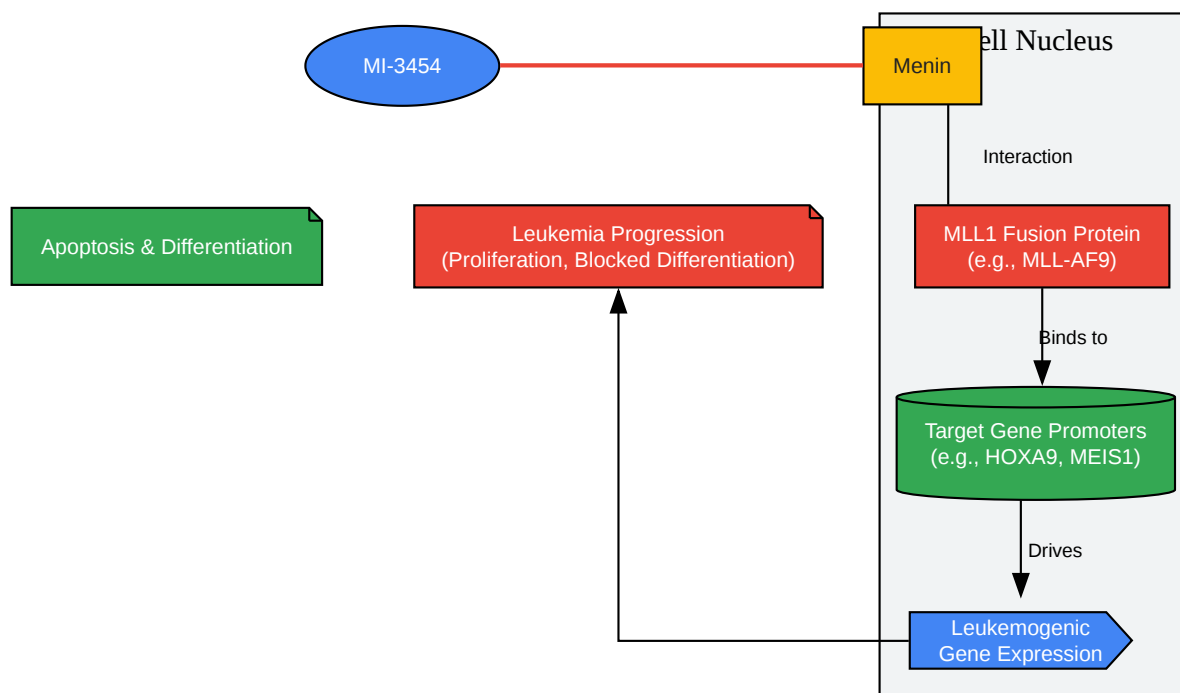 ell Nucleus
MI-3454
Menin
Interaction
Apoptosis & Differentiation
Leukemia Progression
(Proliferation, Blocked Differentiation)
MLL1 Fusion Protein
(e.g., MLL-AF9)
Binds to
Target Gene Promoters
(e.g., HOXA9, MEIS1)
Drives
Leukemogenic
Gene Expression